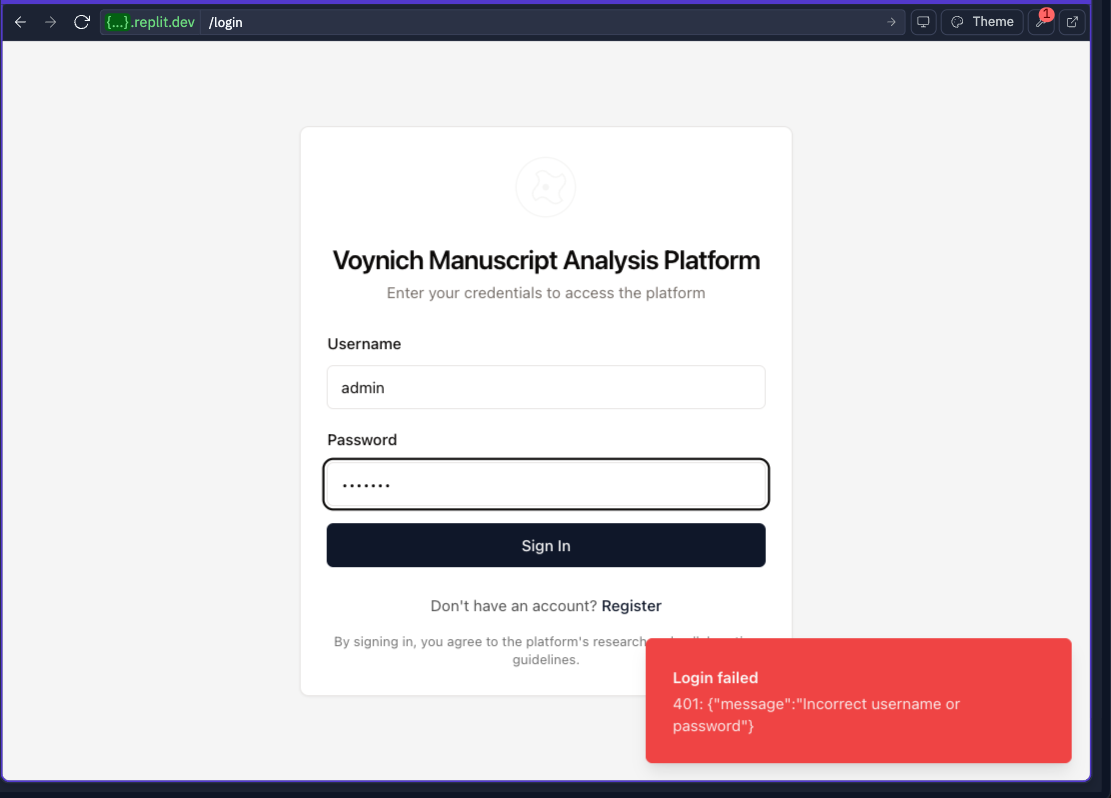 {...}.replit.dev /login
Theme
1
Voynich Manuscript Analysis Platform
Enter your credentials to access the platform
Username
admin
Password
•••••••
Sign In
Don't have an account? Register
By signing in, you agree to the platform's research
guidelines.
Login failed
401: {"message":"Incorrect username or
password"}